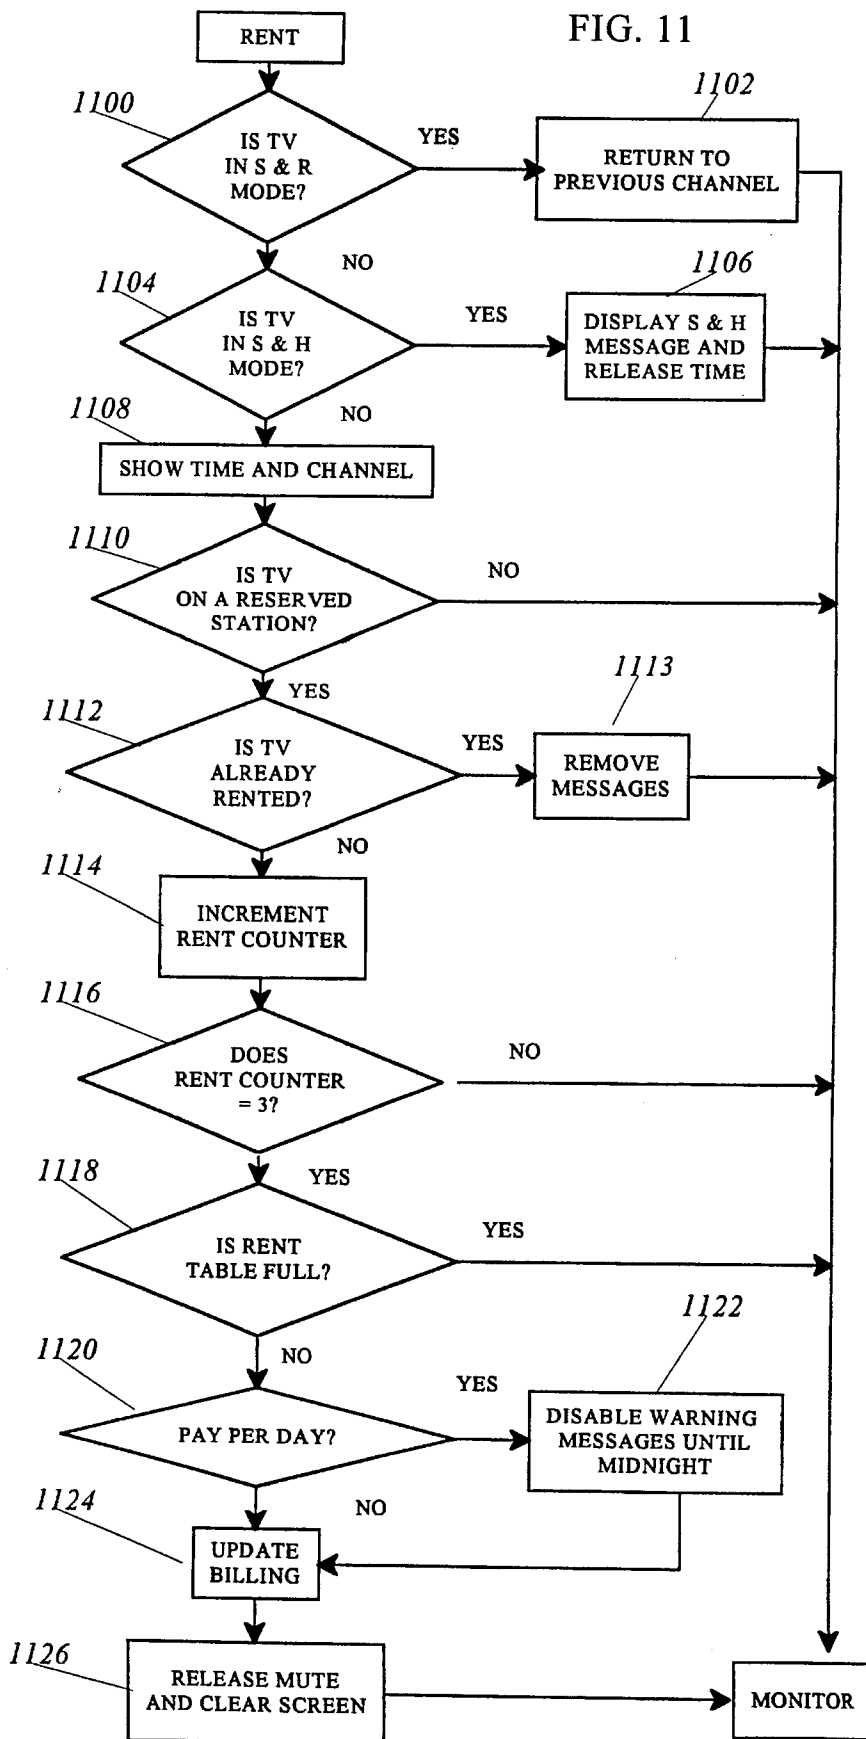 FIG. 11
RENT
1100
IS TV
IN S & R
MODE?
YES
1102
RETURN TO
PREVIOUS CHANNEL
NO
1104
IS TV
IN S & H
MODE?
YES
1106
DISPLAY S & H
MESSAGE AND
RELEASE TIME
NO
1108
SHOW TIME AND CHANNEL
1110
IS TV
ON A RESERVED
STATION?
NO
YES
1112
IS TV
ALREADY
RENTED?
YES
1113
REMOVE
MESSAGES
NO
1114
INCREMENT
RENT COUNTER
1116
DOES
RENT COUNTER
= 3?
NO
YES
1118
IS RENT
TABLE FULL?
YES
NO
1120
PAY PER DAY?
YES
1122
DISABLE WARNING
MESSAGES UNTIL
MIDNIGHT
NO
1124
UPDATE
BILLING
1126
RELEASE MUTE
AND CLEAR SCREEN
MONITOR